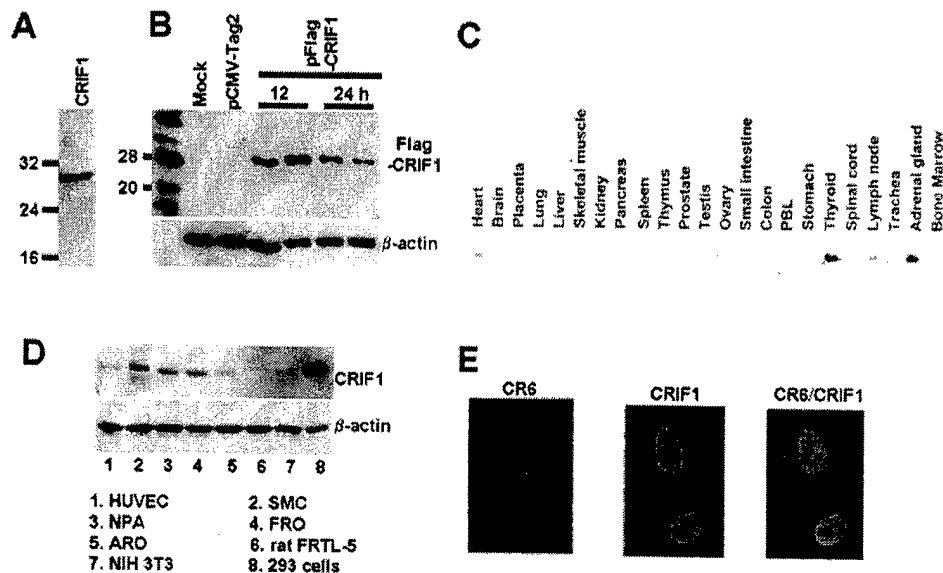 A
CRIF1
32
24
16
B
Mock
pCMV-Tag2
pFlag
-CRIF1
12
24 h
28
20
Flag
-CRIF1
β-actin
C
Heart
Brain
Placenta
Lung
Liver
Skeletal muscle
Kidney
Pancreas
Spleen
Thymus
Prostate
Testis
Ovary
Small intestine
Colon
PBL
Stomach
Thyroid
Spinal cord
Lymph node
Trachea
Adrenal gland
Bone Marrow
D
CRIF1
β-actin
1 2 3 4 5 6 7 8
1. HUVEC 2. SMC
3. NPA 4. FRO
5. ARO 6. rat FRTL-5
7. NIH 3T3 8. 293 cells
E
CR6 CRIF1 CR6/CRIF1